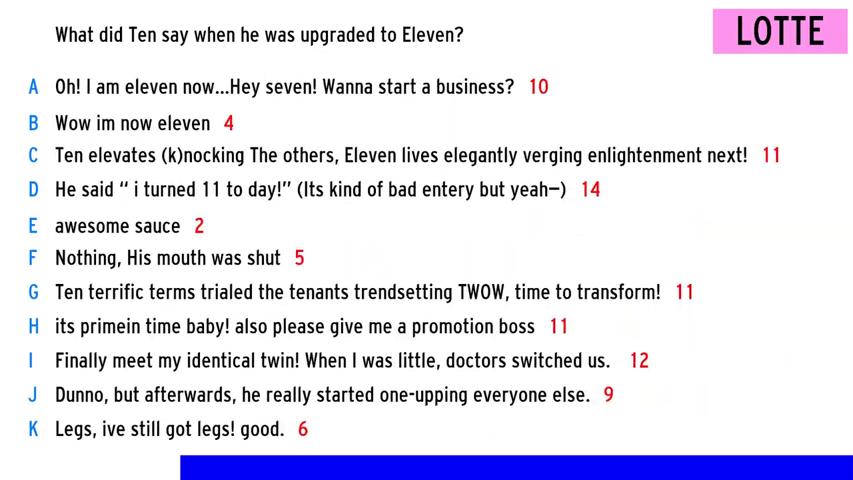 What did Ten say when he was upgraded to Eleven?
LOTTE
A Oh! I am eleven now...Hey seven! Wanna start a business? 10
B Wow im now eleven 4
C Ten elevates (k)nocking The others, Eleven lives elegantly verging enlightenment next! 11
D He said “ i turned 11 to day!” (Its kind of bad entery but yeah—) 14
E awesome sauce 2
F Nothing, His mouth was shut 5
G Ten terrific terms trialed the tenants trendsetting TWOW, time to transform! 11
H its primein time baby! also please give me a promotion boss 11
I Finally meet my identical twin! When I was little, doctors switched us. 12
J Dunno, but afterwards, he really started one-upping everyone else. 9
K Legs, ive still got legs! good. 6